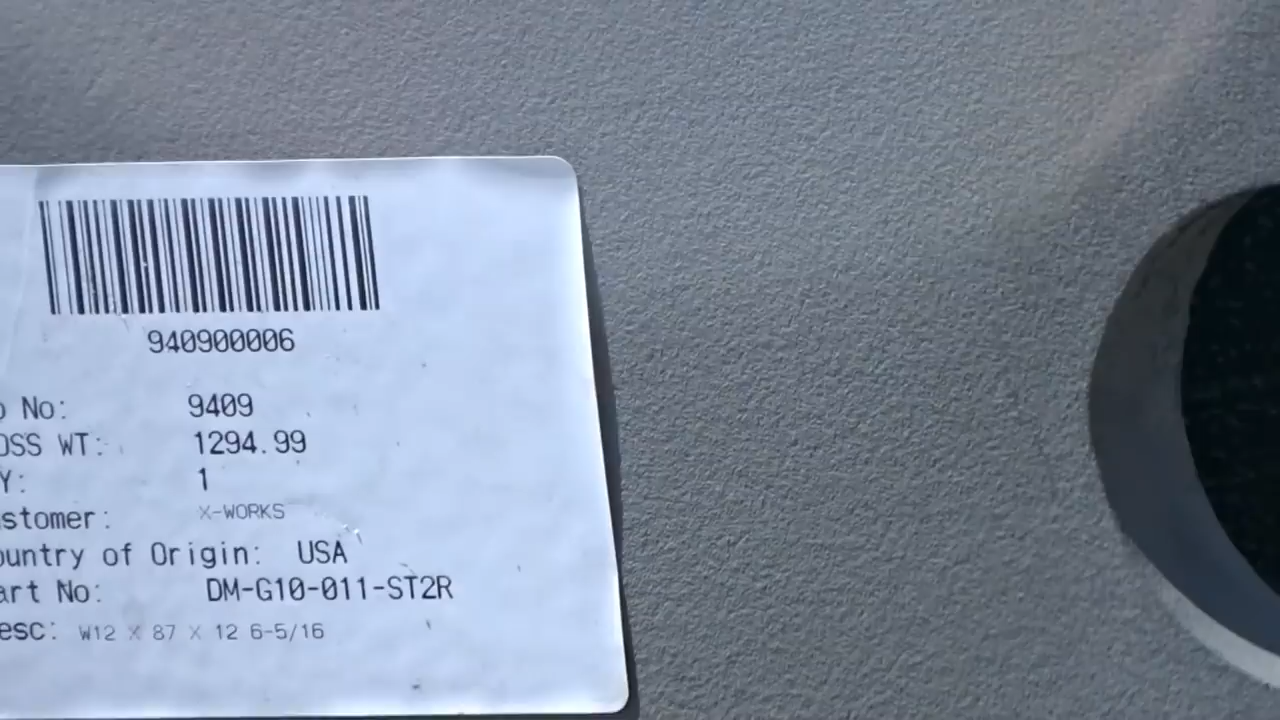 940900006
o No: 9409
OSS WT: 1294.99
Y: 1
stomer: X-WORKS
ountry of Origin: USA
art No: DM-G10-011-ST2R
esc: W12 X 87 X 12 6-5/16